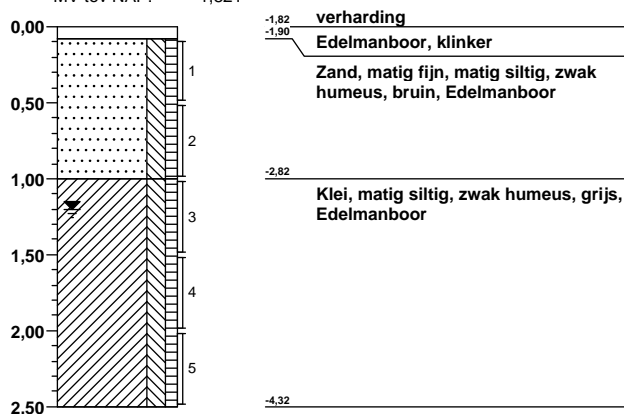 0,00
-1,82 verharding
-1,90 Edelmanboor, klinker
1
Zand, matig fijn, matig siltig, zwak
humeus, bruin, Edelmanboor
0,50
2
1,00
-2,82
3
Klei, matig siltig, zwak humeus, grijs,
Edelmanboor
1,50
4
2,00
5
2,50
-4,32